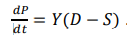 dP/dt = Y(D − S)